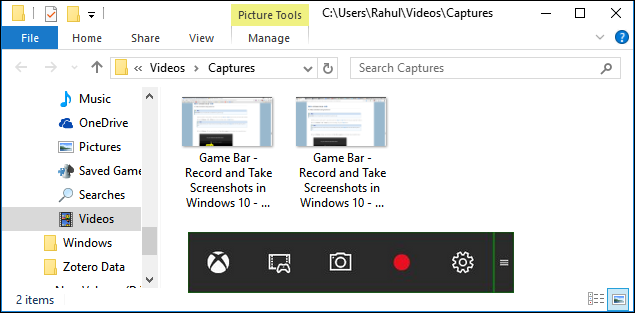 Picture Tools
C:\Users\Rahul\Videos\Captures
File
Home
Share
View
Manage
Videos
Captures
Search Captures
Music
OneDrive
Pictures
Saved Game
Searches
Videos
Windows
Zotero Data
Game Bar -
Record and Take
Screenshots in
Windows 10 - ...
Game Bar -
Record and Take
Screenshots in
Windows 10 - ...
2 items